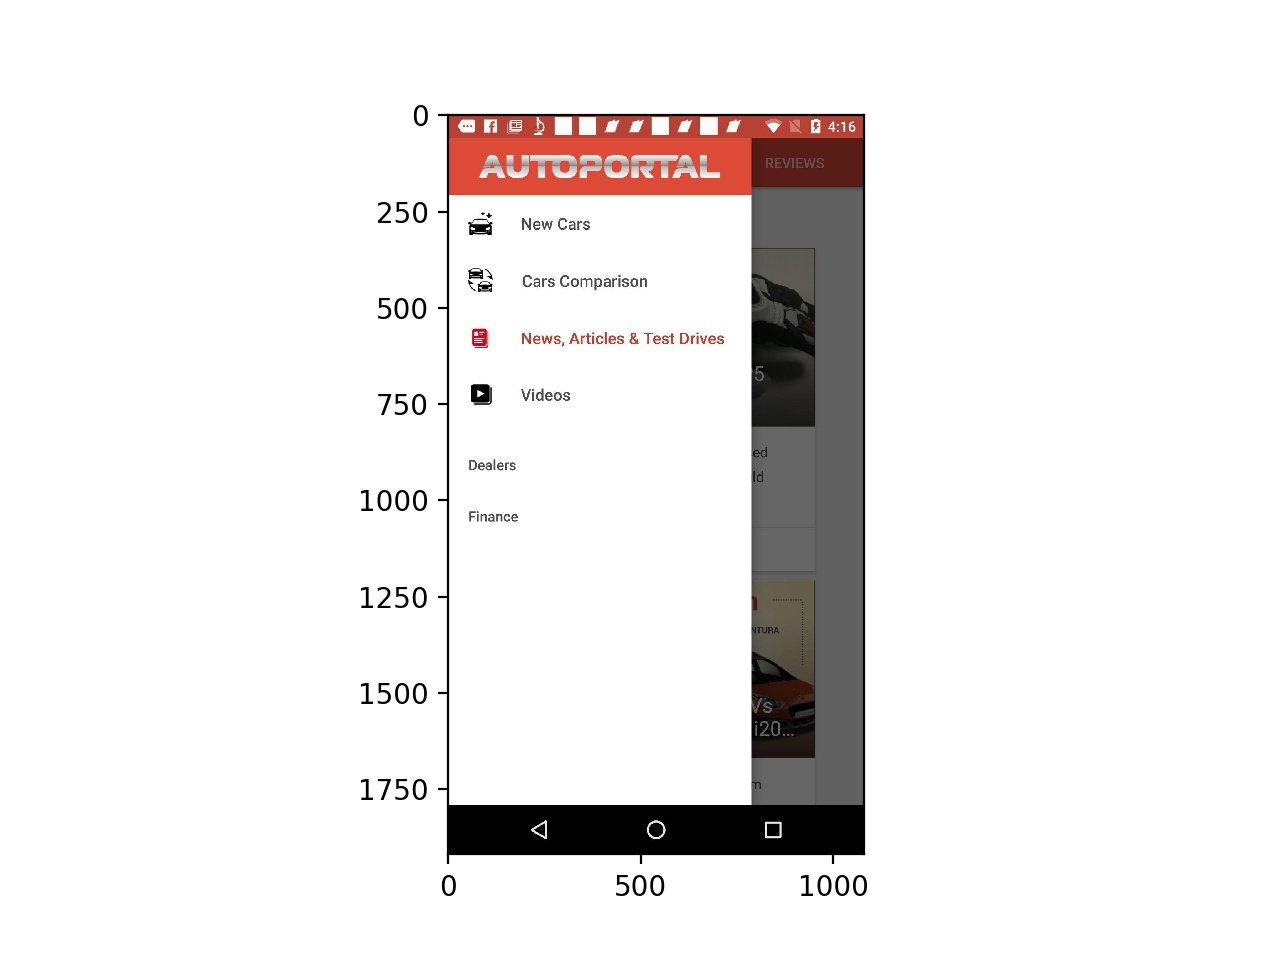 0
250
500
750
1000
1250
1500
1750
4:16
AUTOPORTAL
REVIEWS
New Cars
Cars Comparison
News, Articles & Test Drives
Videos
Dealers
Finance
5
ed
ld
NTURA
Vs
i20...
m
0
500
1000